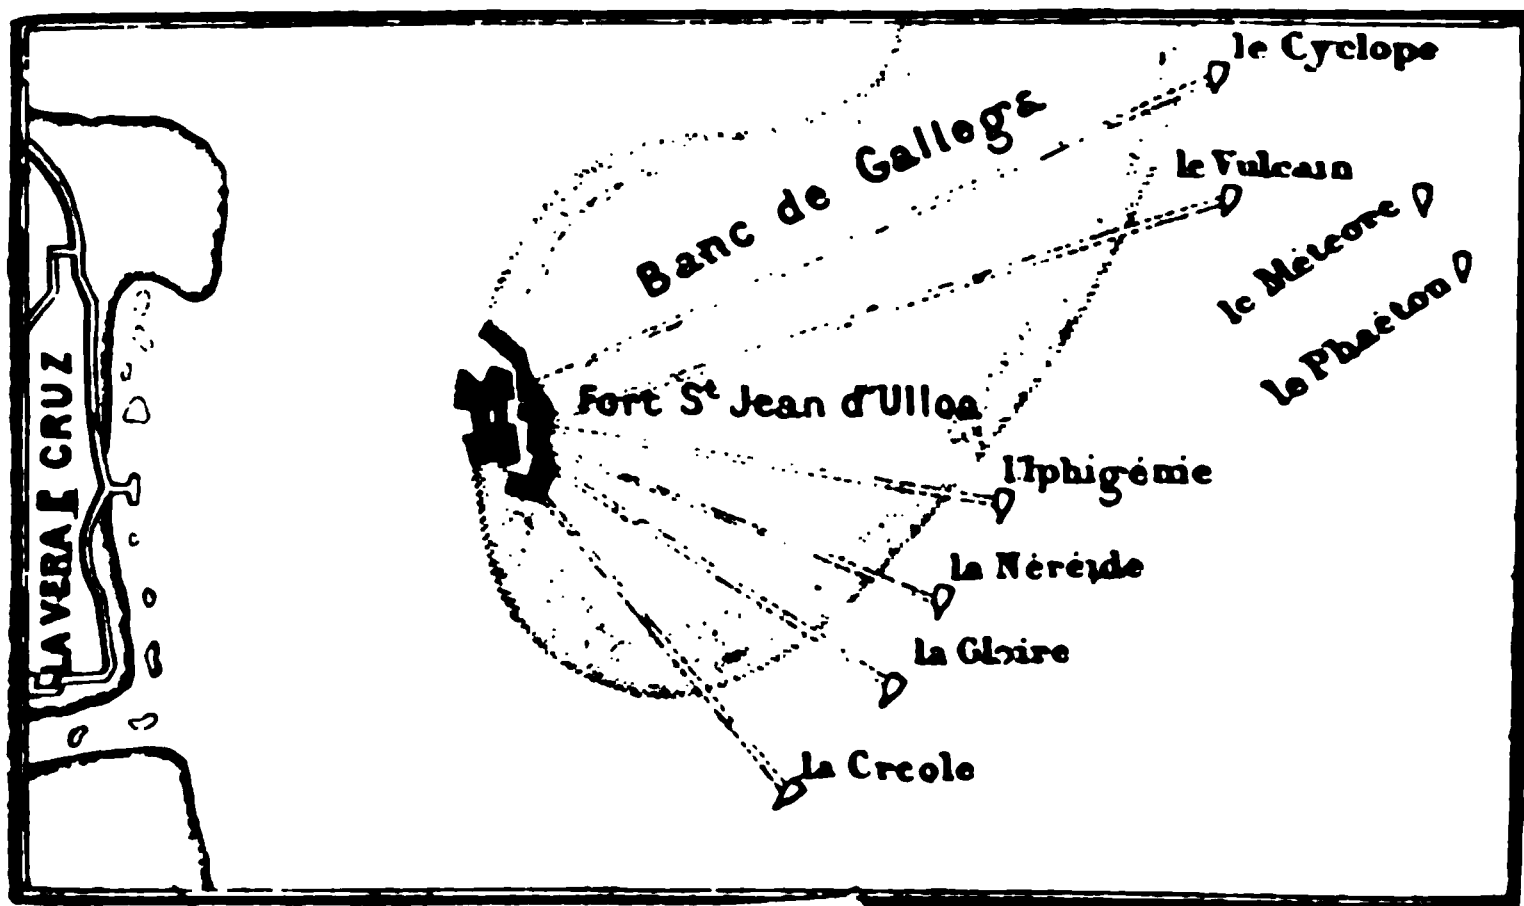 le Cyclope
Banc de Gallega
le Vulcain
le Météore
le Phaéton
LA VERA CRUZ
Fort St Jean d'Ulloa
l'Iphigénie
la Néréide
la Gloire
la Creole